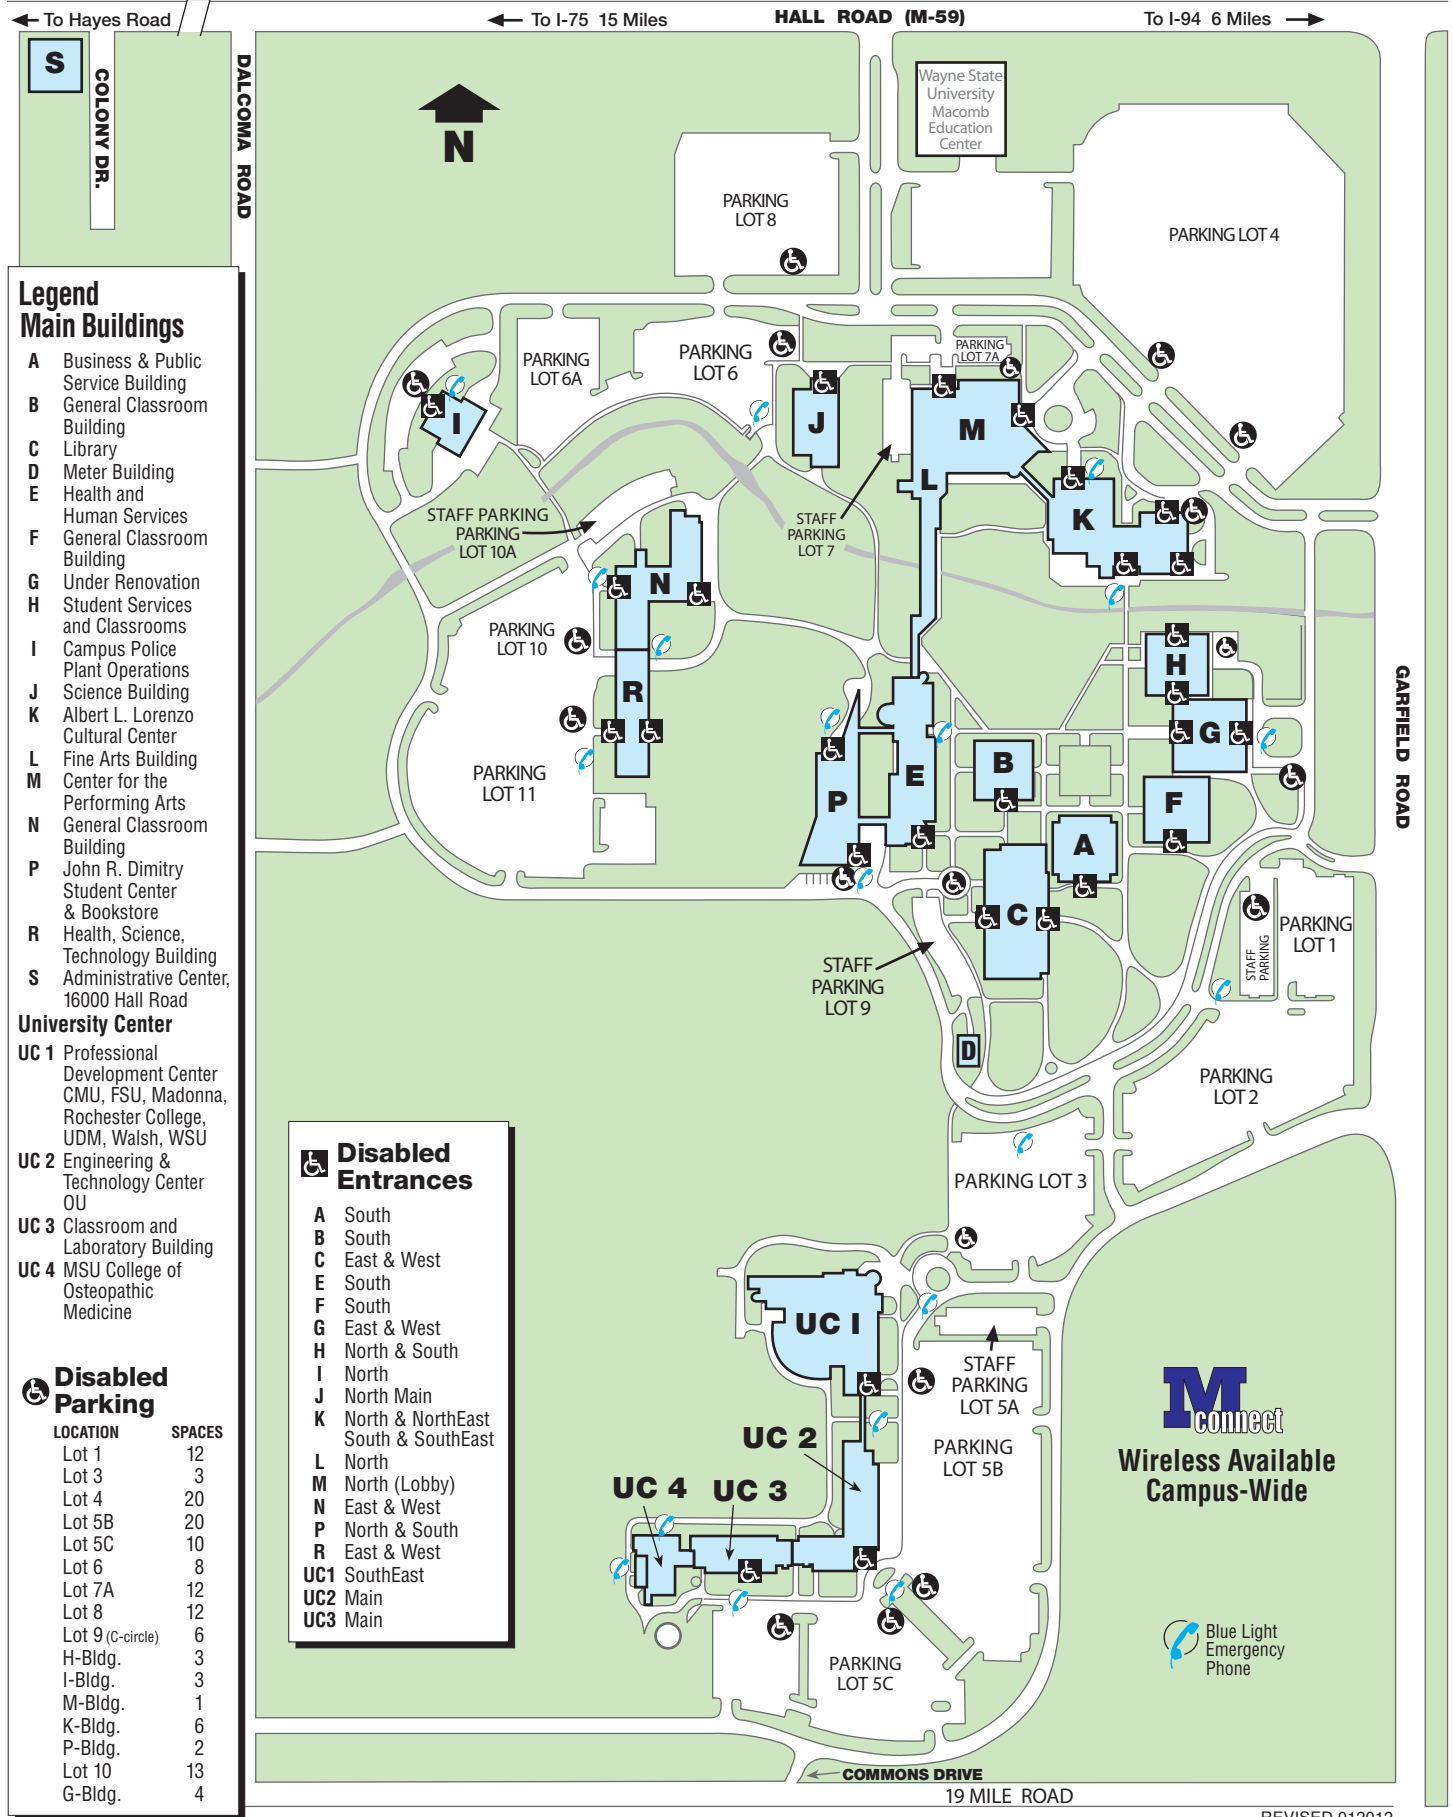 To Hayes Road
To I-75 15 Miles
HALL ROAD (M-59)
To I-94 6 Miles
S
COLONY DR.
DALCOMA ROAD
N
Wayne State
University
Macomb
Education
Center
PARKING
LOT 8
PARKING LOT 4
Legend
Main Buildings
A Business & Public
Service Building
B General Classroom
Building
C Library
D Meter Building
E Health and
Human Services
F General Classroom
Building
G Under Renovation
H Student Services
and Classrooms
I Campus Police
Plant Operations
J Science Building
K Albert L. Lorenzo
Cultural Center
L Fine Arts Building
M Center for the
Performing Arts
N General Classroom
Building
P John R. Dimitry
Student Center
& Bookstore
R Health, Science,
Technology Building
S Administrative Center,
16000 Hall Road
University Center
UC 1 Professional
Development Center
CMU, FSU, Madonna,
Rochester College,
UDM, Walsh, WSU
UC 2 Engineering &
Technology Center
OU
UC 3 Classroom and
Laboratory Building
UC 4 MSU College of
Osteopathic
Medicine
Disabled
Parking
LOCATION SPACES
Lot 1 12
Lot 3 3
Lot 4 20
Lot 5B 20
Lot 5C 10
Lot 6 8
Lot 7A 12
Lot 8 12
Lot 9 (C-circle) 6
H-Bldg. 3
I-Bldg. 3
M-Bldg. 1
K-Bldg. 6
P-Bldg. 2
Lot 10 13
G-Bldg. 4
PARKING
LOT 6A
PARKING
LOT 6
PARKING
LOT 7A
I
J
M
L
K
STAFF PARKING
PARKING
LOT 10A
STAFF
PARKING
LOT 7
N
PARKING
LOT 10
R
H
G
GARFIELD ROAD
PARKING
LOT 11
P
E
B
F
A
C
STAFF
PARKING
PARKING
LOT 1
STAFF
PARKING
LOT 9
D
PARKING
LOT 2
PARKING LOT 3
Disabled
Entrances
A South
B South
C East & West
E South
F South
G East & West
H North & South
I North
J North Main
K North & NorthEast
South & SouthEast
L North
M North (Lobby)
N East & West
P North & South
R East & West
UC1 SouthEast
UC2 Main
UC3 Main
UC I
STAFF
PARKING
LOT 5A
PARKING
LOT 5B
UC 2
UC 4
UC 3
M
connect
Wireless Available
Campus-Wide
PARKING
LOT 5C
Blue Light
Emergency
Phone
COMMONS DRIVE
19 MILE ROAD
REVISED 012012